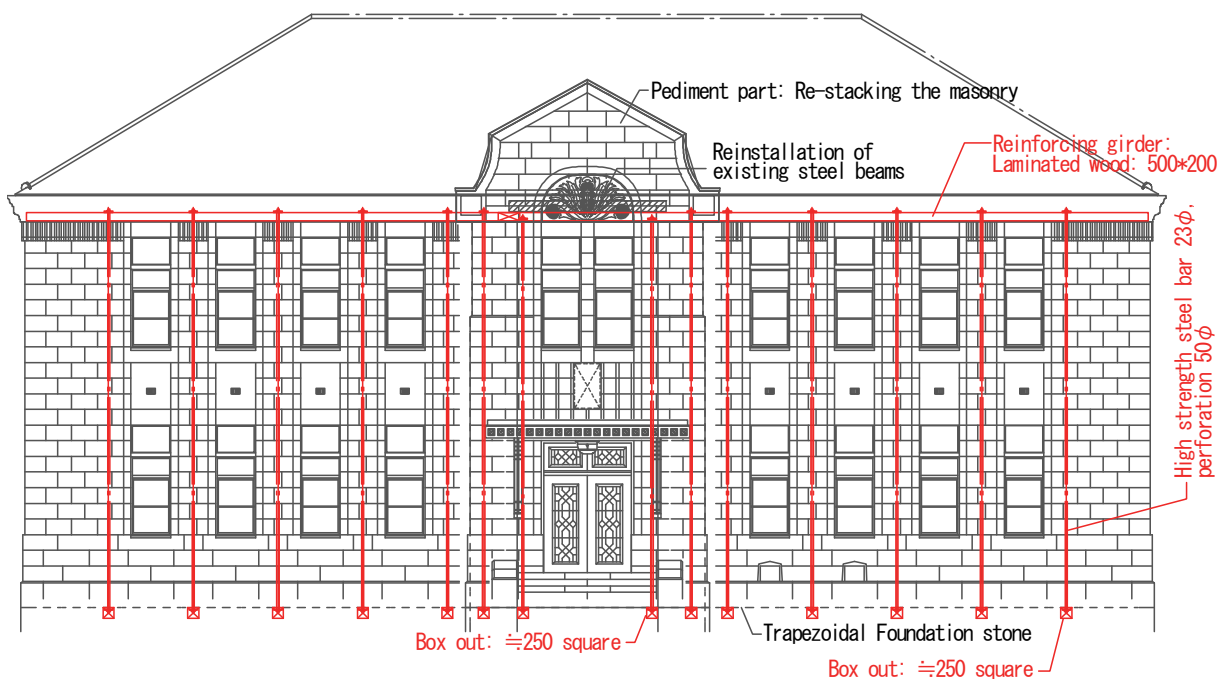 Pediment part: Re-stacking the masonry
Reinforcing girder:
Laminated wood: 500*200
Reinstallation of
existing steel beams
High strength steel bar 23φ,
perforation 50φ
Trapezoidal Foundation stone
Box out: ≒250 square
Box out: ≒250 square